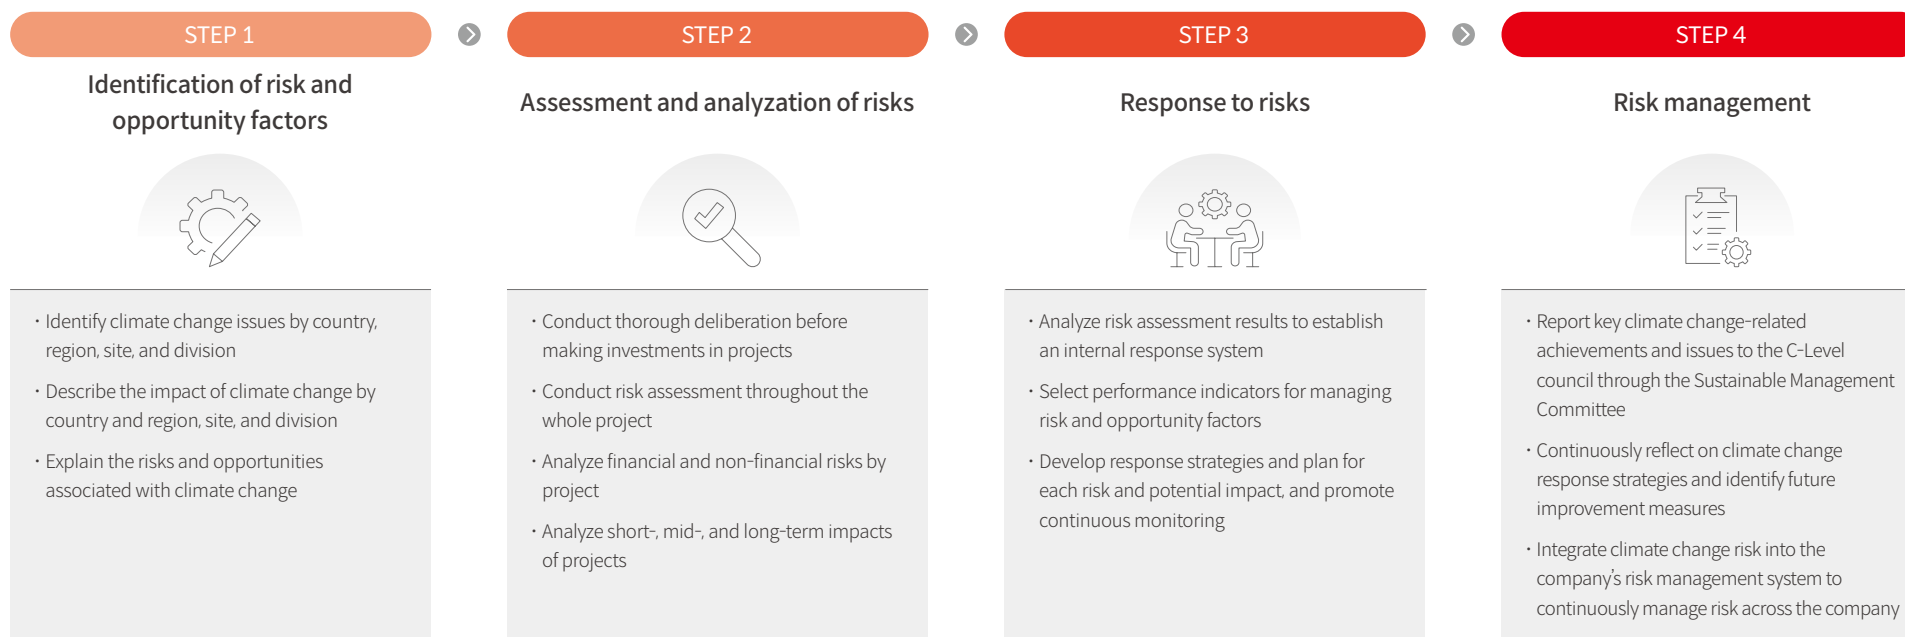 STEP 1
Identification of risk and
opportunity factors
· Identify climate change issues by country,
region, site, and division
· Describe the impact of climate change by
country and region, site, and division
· Explain the risks and opportunities
associated with climate change
STEP 2
Assessment and analyzation of risks
· Conduct thorough deliberation before
making investments in projects
· Conduct risk assessment throughout the
whole project
· Analyze financial and non-financial risks by
project
· Analyze short-, mid-, and long-term impacts
of projects
STEP 3
Response to risks
· Analyze risk assessment results to establish
an internal response system
· Select performance indicators for managing
risk and opportunity factors
· Develop response strategies and plan for
each risk and potential impact, and promote
continuous monitoring
STEP 4
Risk management
· Report key climate change-related
achievements and issues to the C-Level
council through the Sustainable Management
Committee
· Continuously reflect on climate change
response strategies and identify future
improvement measures
· Integrate climate change risk into the
company’s risk management system to
continuously manage risk across the company